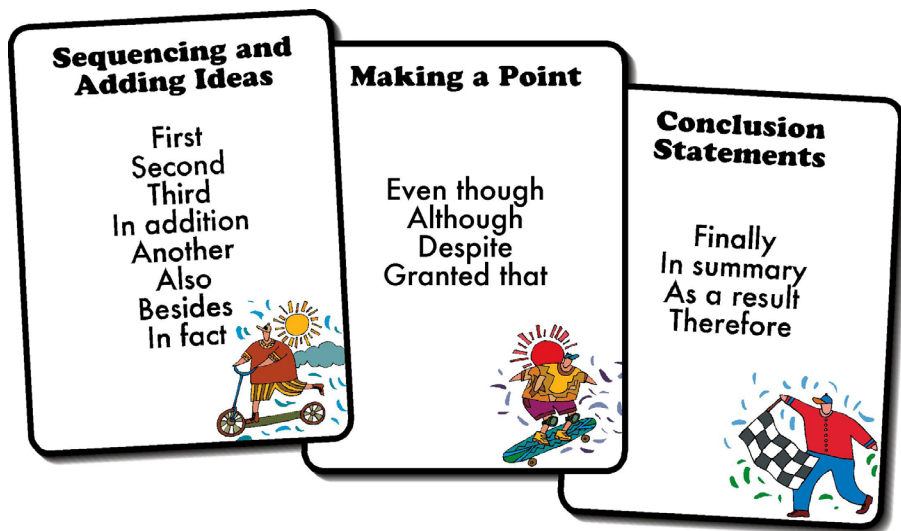 Sequencing and
Adding Ideas
First
Second
Third
In addition
Another
Also
Besides
In fact
Making a Point
Even though
Although
Despite
Granted that
Conclusion
Statements
Finally
In summary
As a result
Therefore